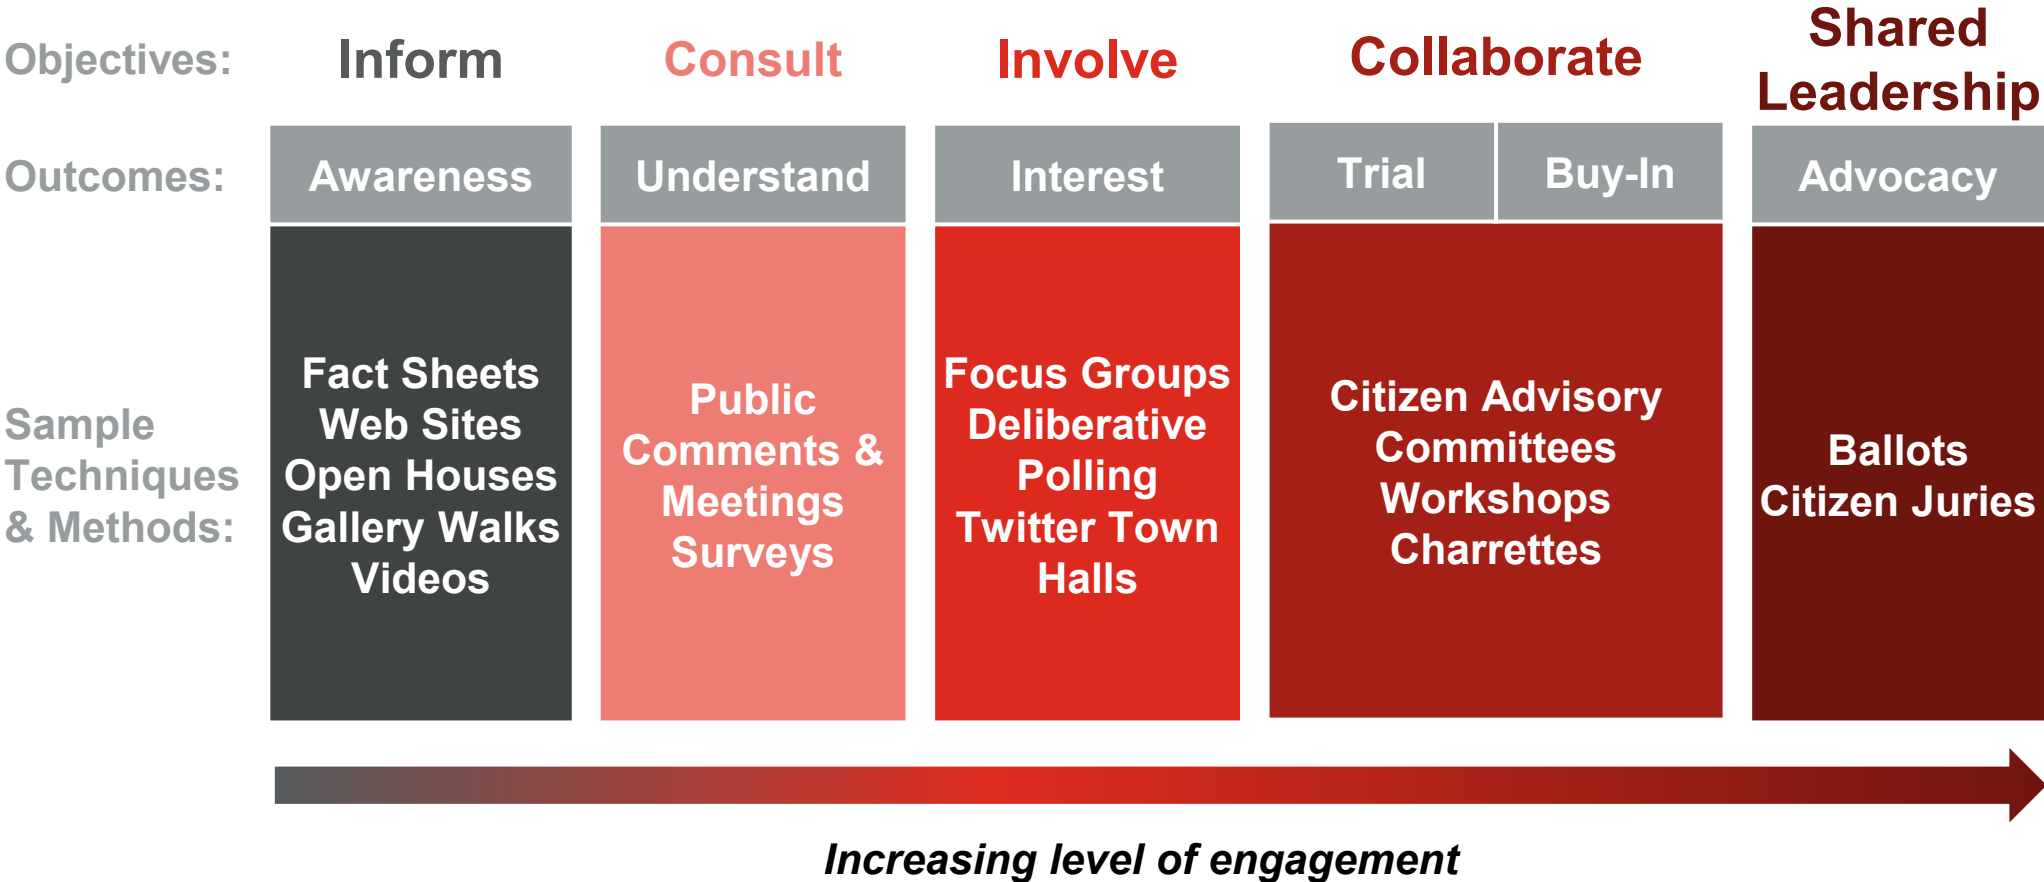 Objectives:
Inform
Consult
Involve
Collaborate
Shared
Leadership
Outcomes:
Awareness
Understand
Interest
Trial
Buy-In
Advocacy
Sample
Techniques
& Methods:
Fact Sheets
Web Sites
Open Houses
Gallery Walks
Videos
Public
Comments &
Meetings
Surveys
Focus Groups
Deliberative
Polling
Twitter Town
Halls
Citizen Advisory
Committees
Workshops
Charrettes
Ballots
Citizen Juries
Increasing level of engagement